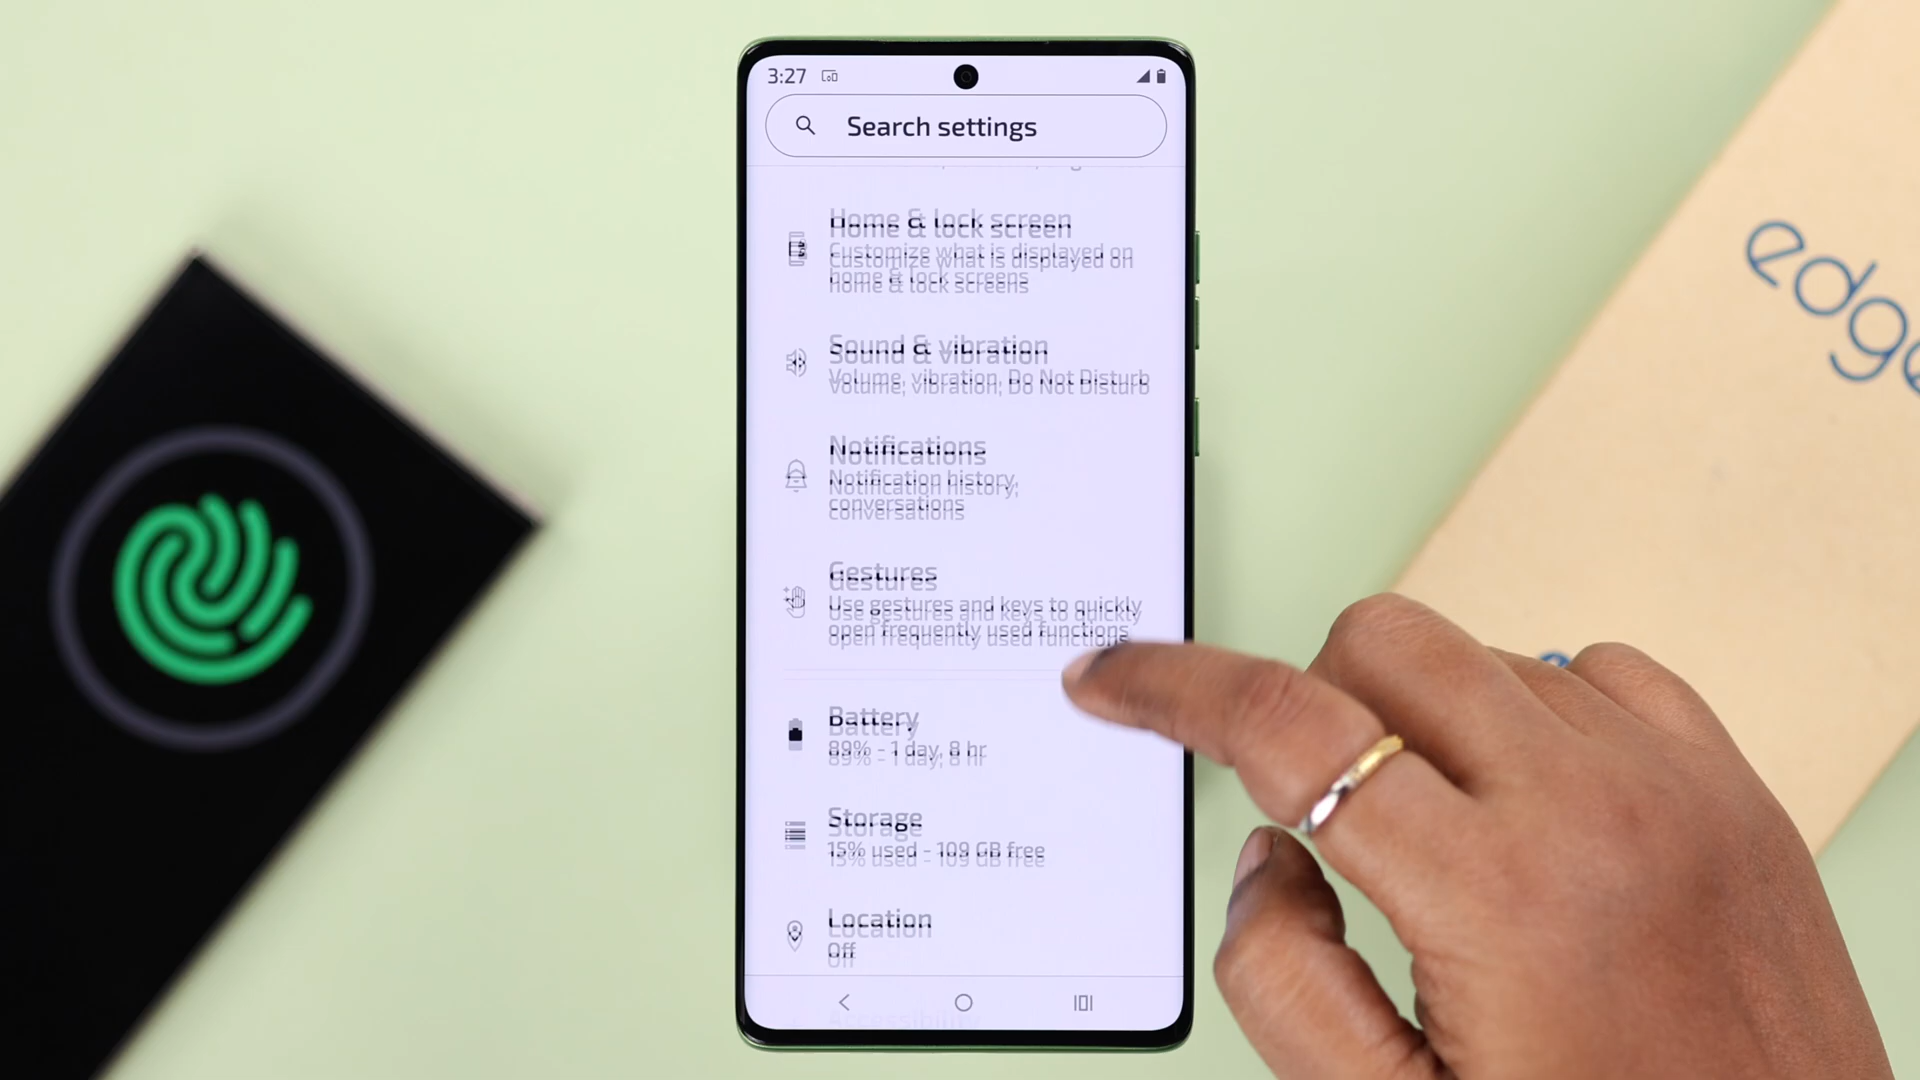 3:27
Search settings
Home & lock screen
Customize what is displayed on
home & lock screens
Sound & vibration
Volume, vibration, Do Not Disturb
Notifications
Notification history,
conversations
Gestures
Use gestures and keys to quickly
open frequently used functions
Battery
89% - 1 day, 8 hr
Storage
15% used - 109 GB free
Location
Off
Accessibility
edge